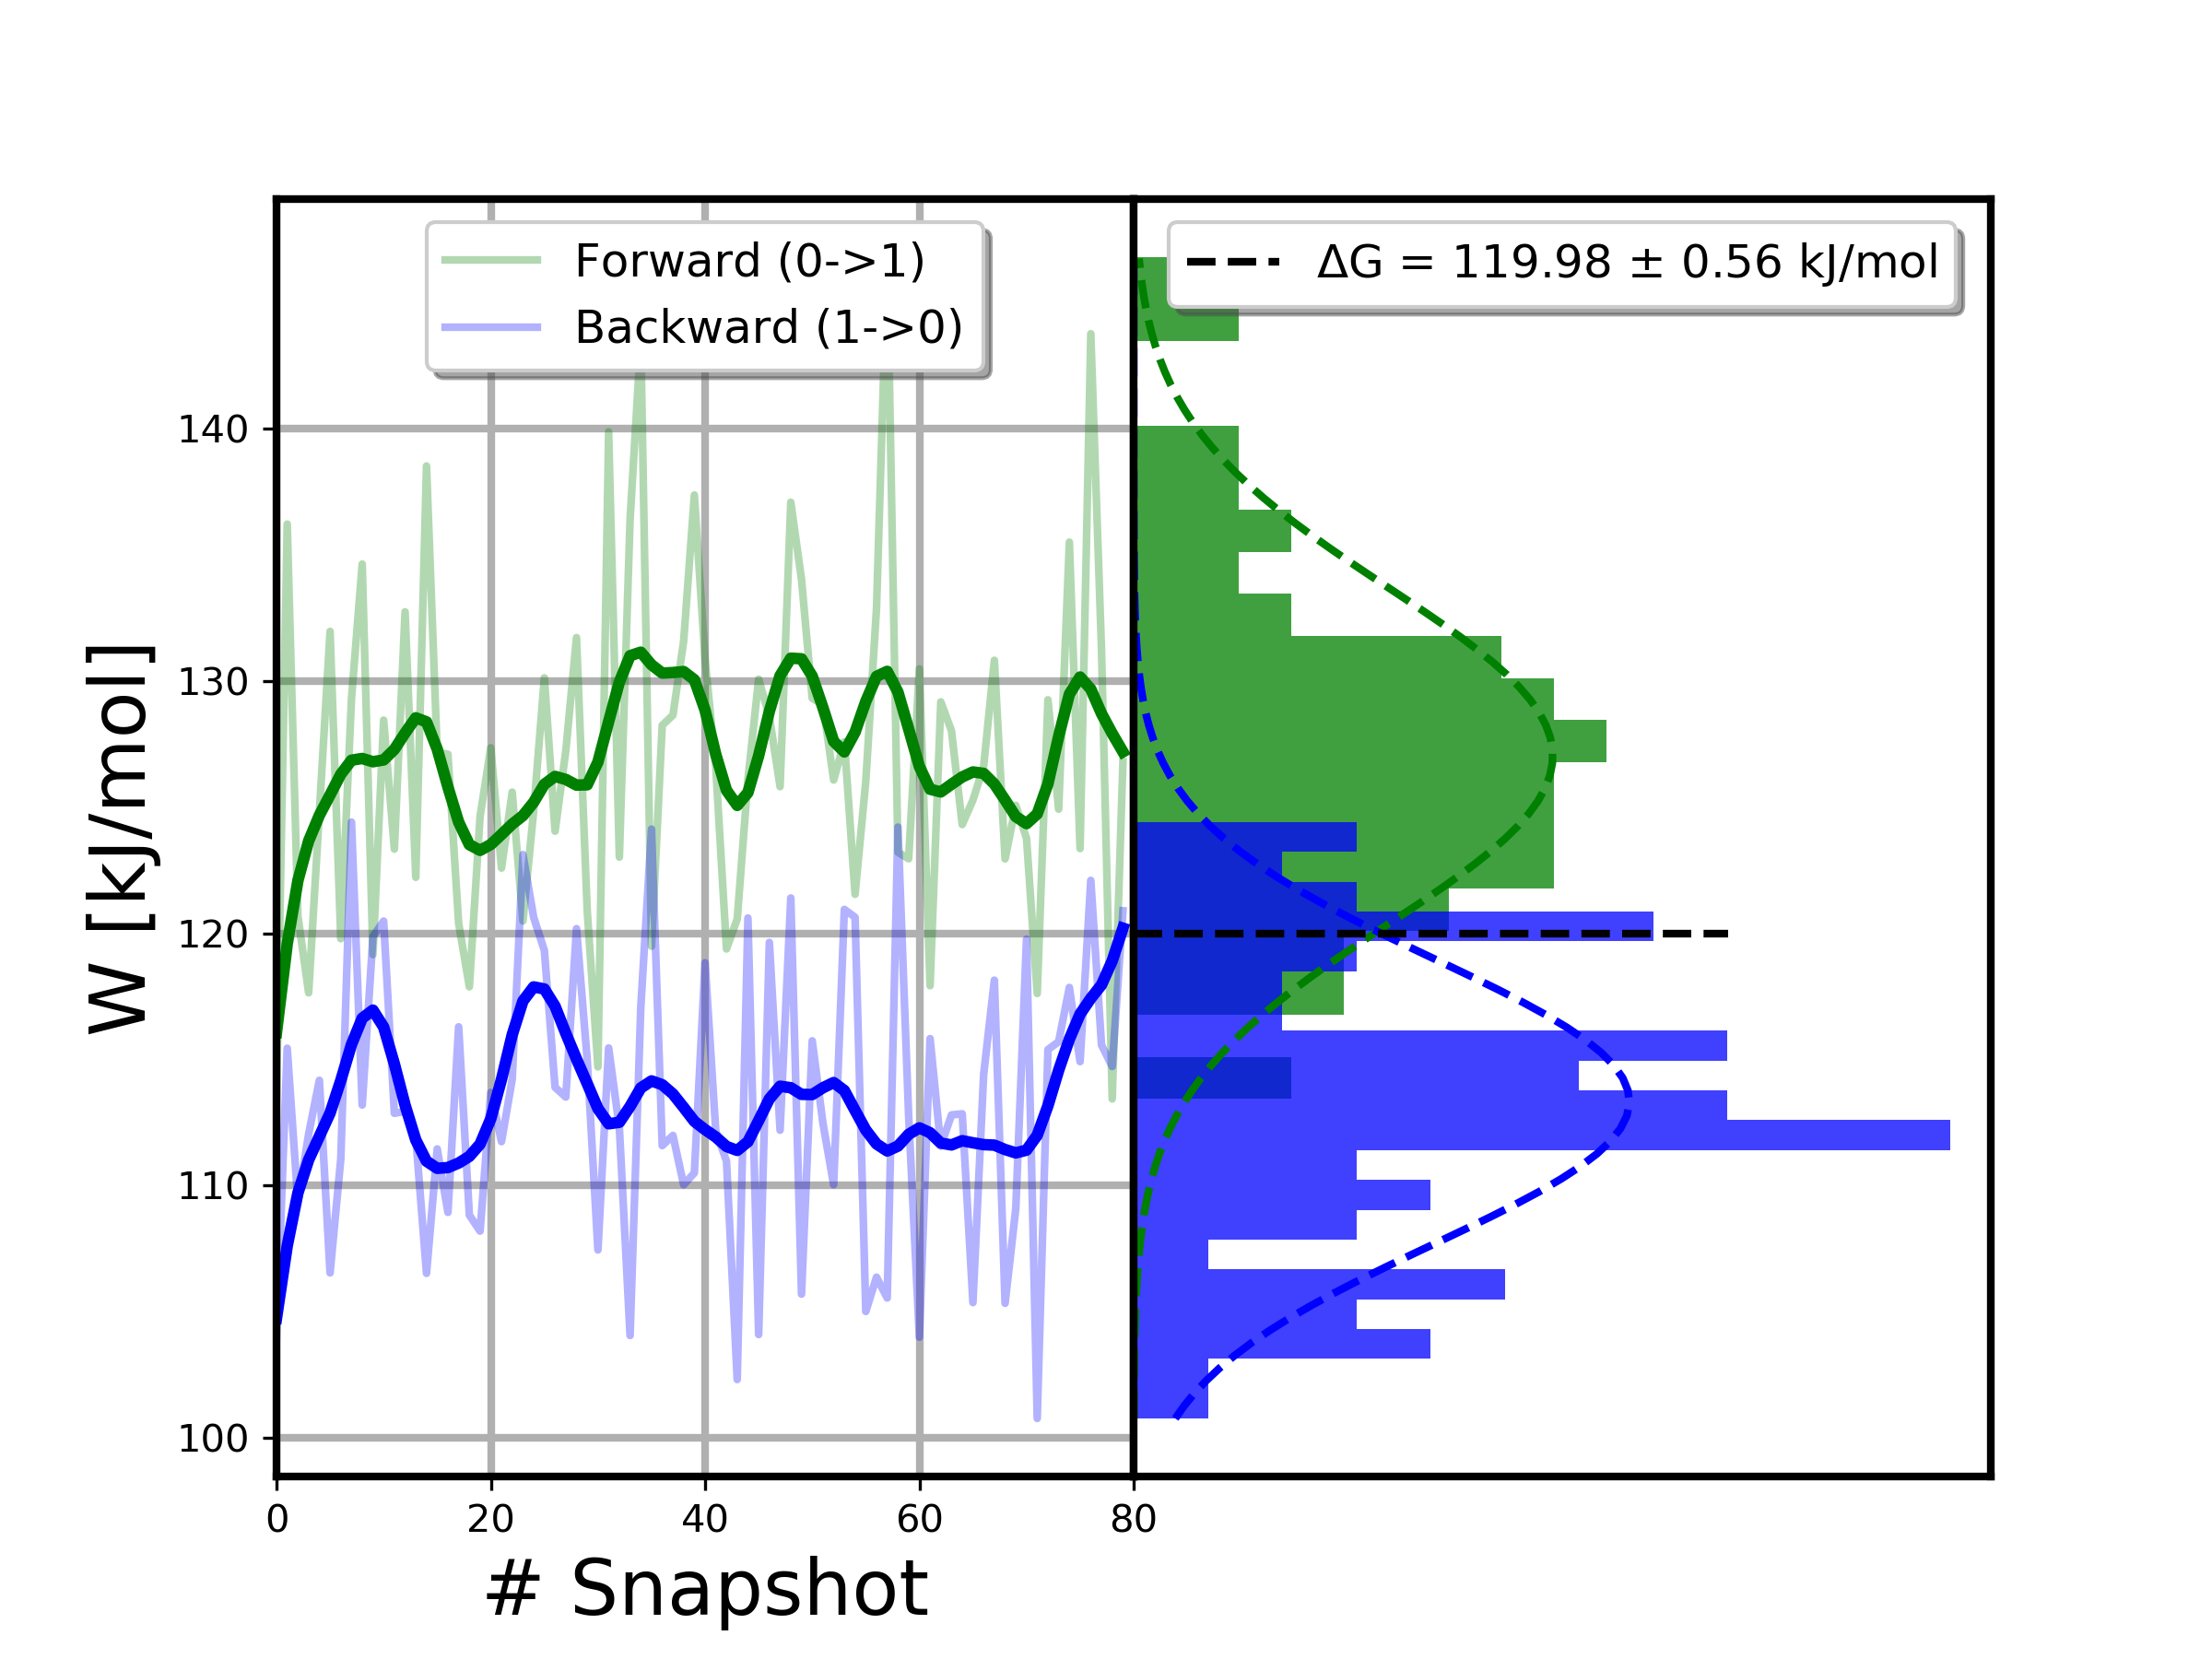 Forward (0->1)
Backward (1->0)
ΔG = 119.98 ± 0.56 kJ/mol
W [kJ/mol]
140
130
120
110
100
0 20 40 60 80
# Snapshot